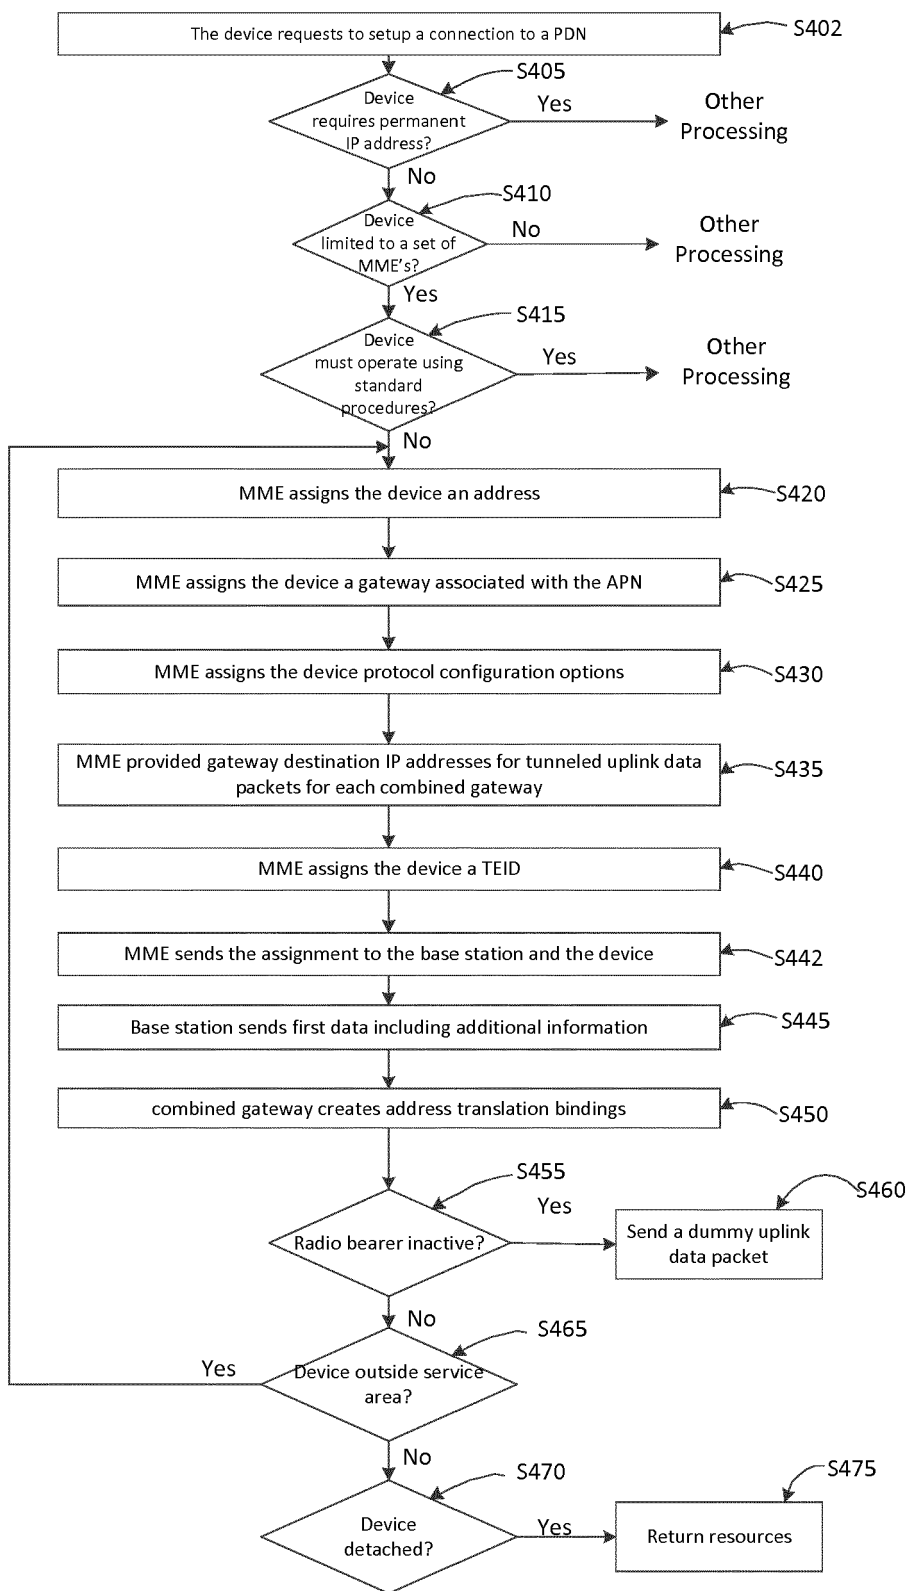 The device requests to setup a connection to a PDN
S402
S405
Device
requires permanent
IP address?
Yes
Other
Processing
No
S410
Device
limited to a set of
MME's?
No
Other
Processing
Yes
S415
Device
must operate using
standard
procedures?
Yes
Other
Processing
No
MME assigns the device an address
S420
MME assigns the device a gateway associated with the APN
S425
MME assigns the device protocol configuration options
S430
MME provided gateway destination IP addresses for tunneled uplink data
packets for each combined gateway
S435
MME assigns the device a TEID
S440
MME sends the assignment to the base station and the device
S442
Base station sends first data including additional information
S445
combined gateway creates address translation bindings
S450
S455
Radio bearer inactive?
Yes
S460
Send a dummy uplink
data packet
No
S465
Yes
Device outside service
area?
No
S470
Device
detached?
Yes
S475
Return resources